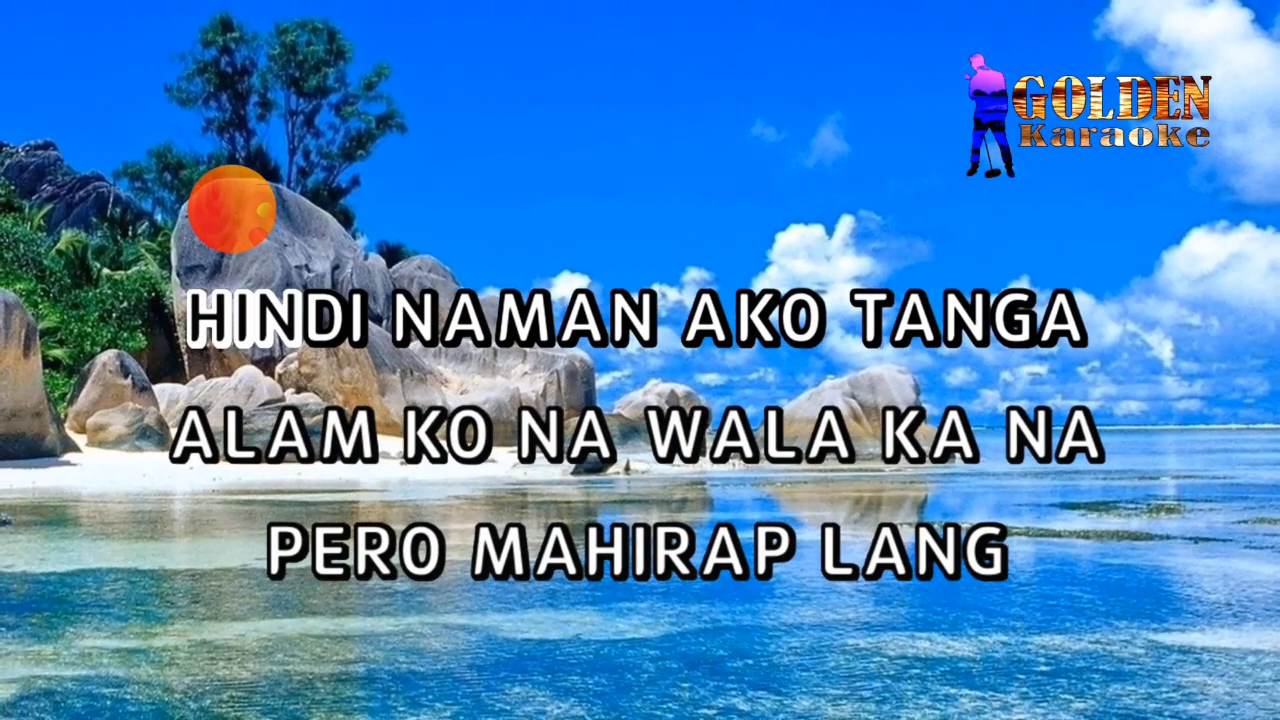 GOLDEN
Karaoke
HINDI NAMAN AKO TANGA
ALAM KO NA WALA KA NA
PERO MAHIRAP LANG